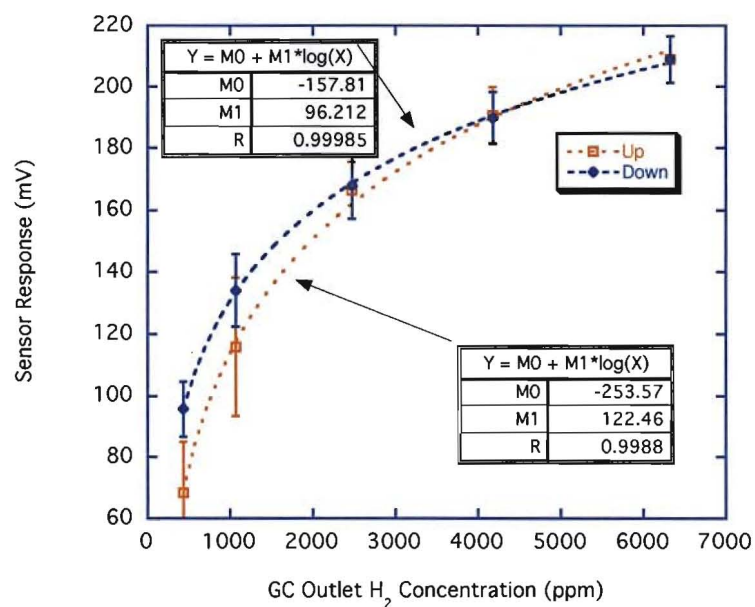 220
200
180
160
140
120
100
80
60
Sensor Response (mV)
Y = M0 + M1*log(X)
M0 -157.81
M1 96.212
R 0.99985
Up
Down
Y = M0 + M1*log(X)
M0 -253.57
M1 122.46
R 0.9988
0 1000 2000 3000 4000 5000 6000 7000
GC Outlet H₂ Concentration (ppm)